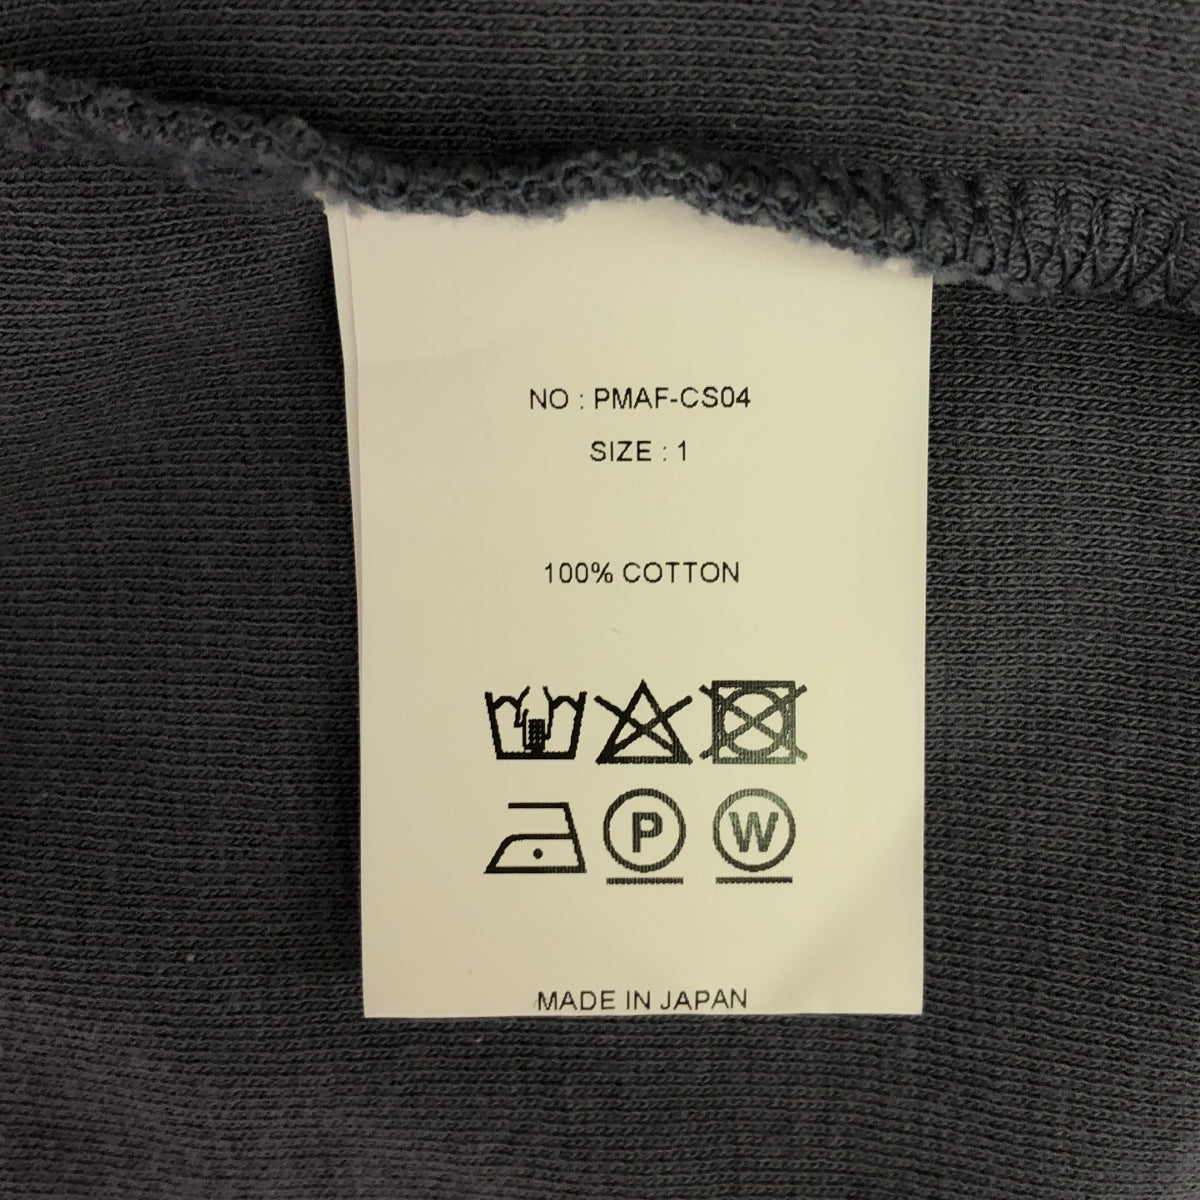 NO : PMAF-CS04
SIZE : 1
100% COTTON
P W
MADE IN JAPAN